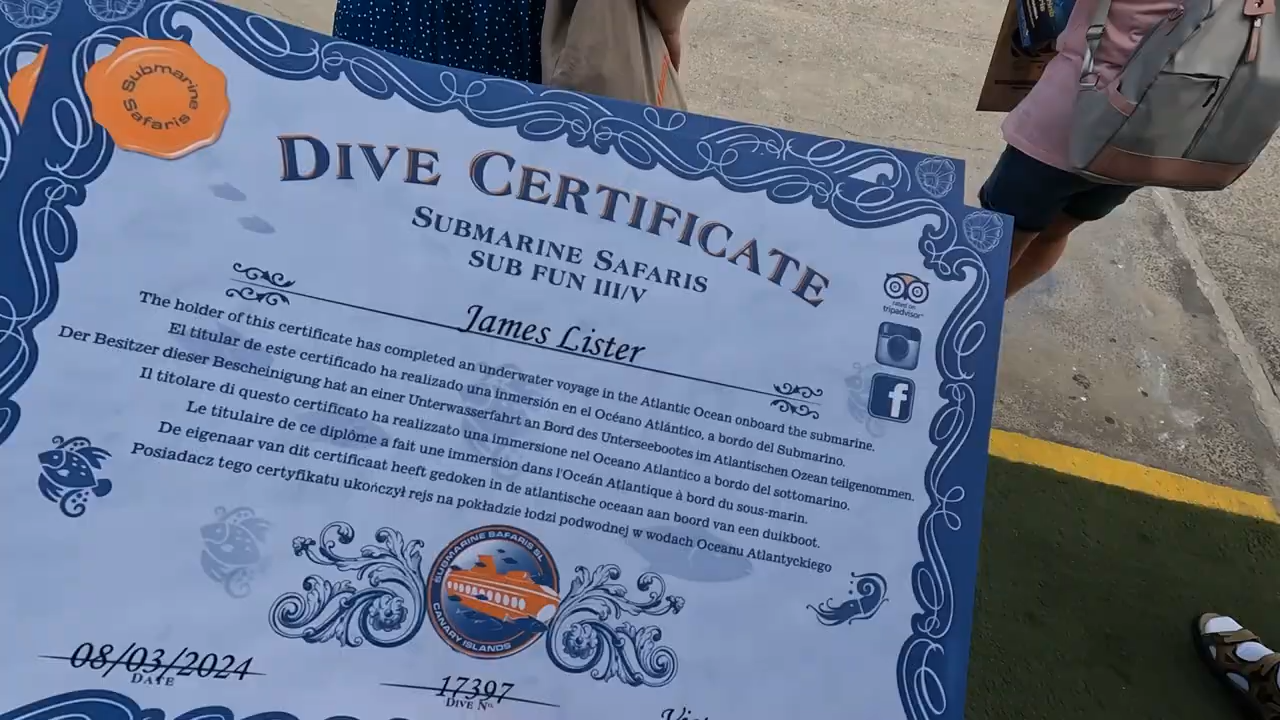 Submarine
Safaris
DIVE CERTIFICATE
SUBMARINE SAFARIS
SUB FUN III/V
James Lister
The holder of this certificate has completed an underwater voyage in the Atlantic Ocean onboard the submarine.
El titular de este certificado ha realizado una inmersión en el Océano Atlántico, a bordo del Submarino.
Der Besitzer dieser Bescheinigung hat an einer Unterwasserfahrt an Bord des Unterseebootes im Atlantischen Ozean teilgenommen.
Il titolare di questo certificato ha realizzato una immersione nel Oceano Atlantico a bordo del sottomarino.
Le titulaire de ce diplôme a fait une immersion dans l'Océan Atlantique à bord du sous-marin.
De eigenaar van dit certificaat heeft gedoken in de atlantische oceaan aan boord van een duikboot.
Posiadacz tego certyfikatu ukończył rejs na pokładzie łodzi podwodnej w wodach Oceanu Atlantyckiego
tripadvisor
f
SUBMARINE SAFARIS SL
CANARY ISLANDS
08/03/2024
DATE
17397
DIVE Nº